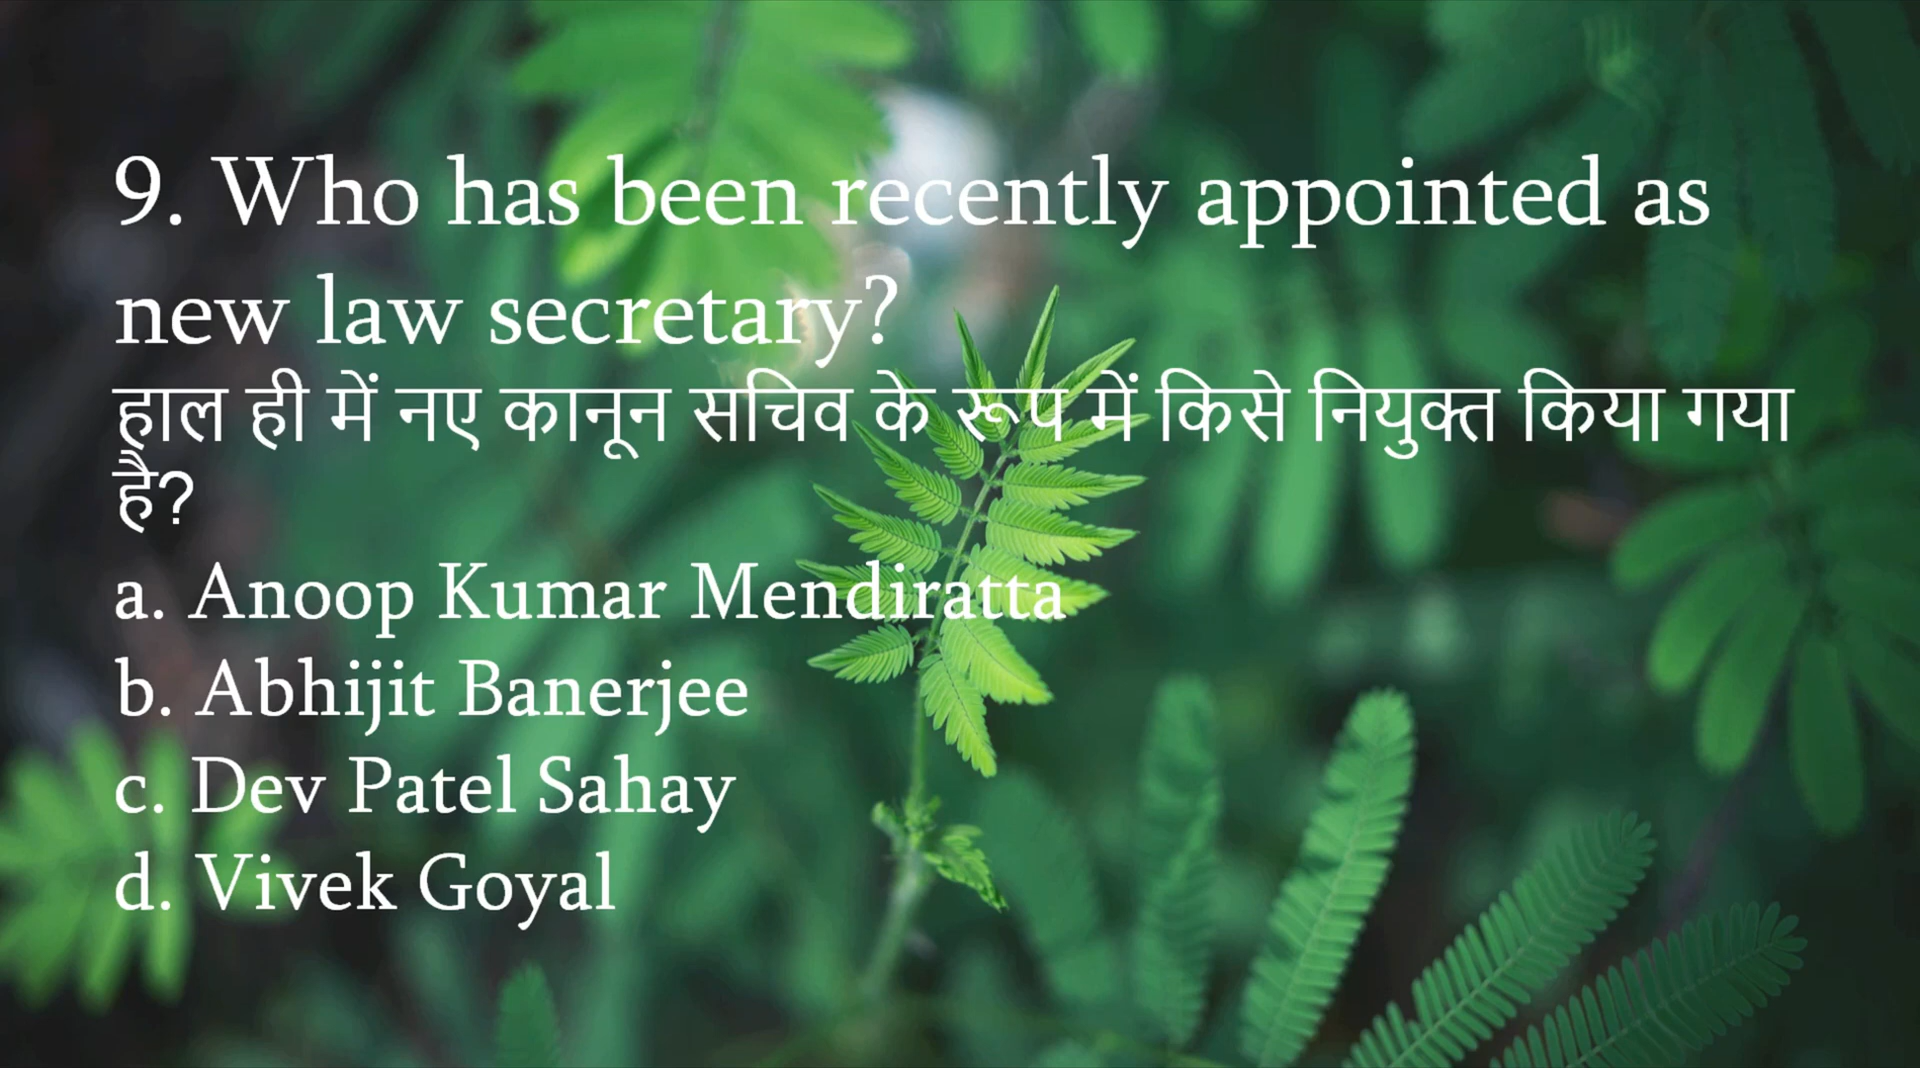 9. Who has been recently appointed as
new law secretary?
हाल ही में नए कानून सचिव के रूप में किसे नियुक्त किया गया
है?
a. Anoop Kumar Mendiratta
b. Abhijit Banerjee
c. Dev Patel Sahay
d. Vivek Goyal